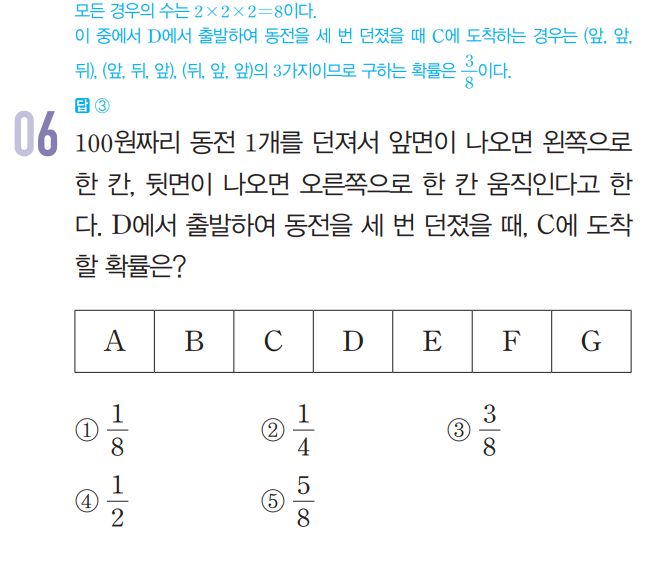 모든 경우의 수는 2×2×2=8이다.
이 중에서 D에서 출발하여 동전을 세 번 던졌을 때 C에 도착하는 경우는 (앞, 앞,
뒤), (앞, 뒤, 앞), (뒤, 앞, 앞)의 3가지이므로 구하는 확률은 3/8이다.
답 ③
06 100원짜리 동전 1개를 던져서 앞면이 나오면 왼쪽으로
한 칸, 뒷면이 나오면 오른쪽으로 한 칸 움직인다고 한
다. D에서 출발하여 동전을 세 번 던졌을 때, C에 도착
할 확률은?
A B C D E F G
① 1/8 ② 1/4 ③ 3/8
④ 1/2 ⑤ 5/8